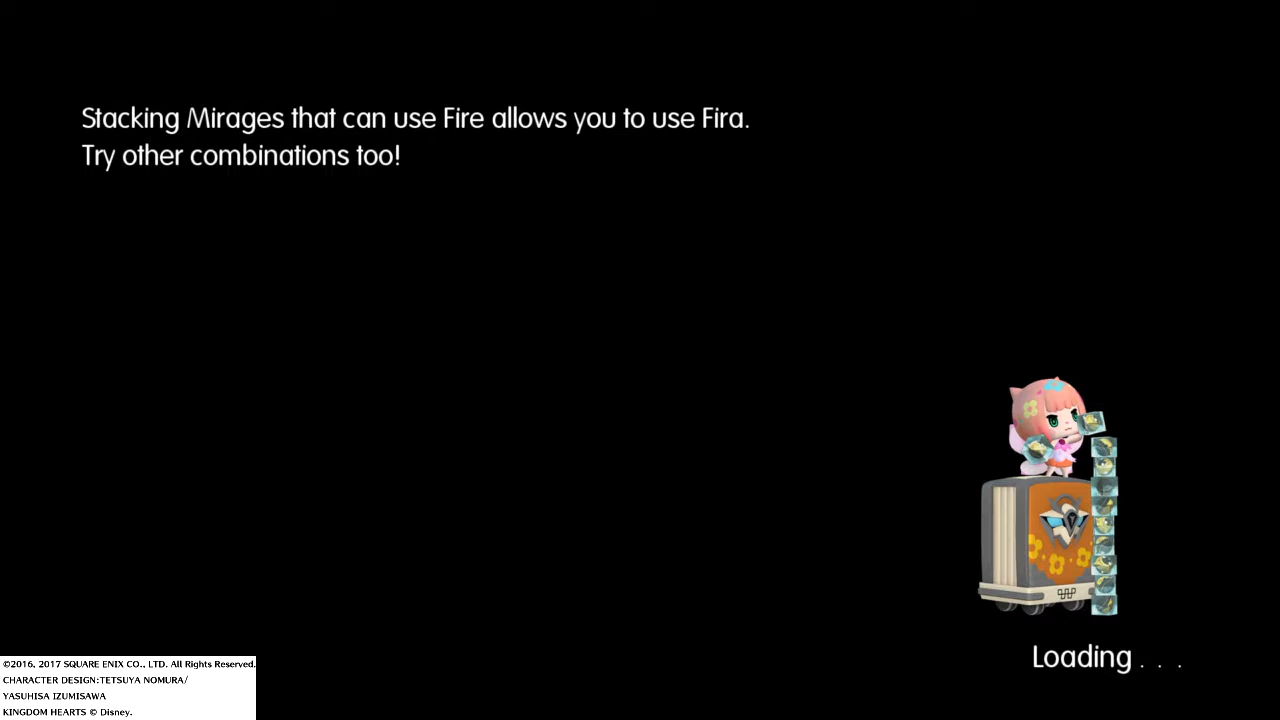 Stacking Mirages that can use Fire allows you to use Fira.
Try other combinations too!
Loading . . .
©2016, 2017 SQUARE ENIX CO., LTD. All Rights Reserved.
CHARACTER DESIGN:TETSUYA NOMURA/
YASUHISA IZUMISAWA
KINGDOM HEARTS © Disney.